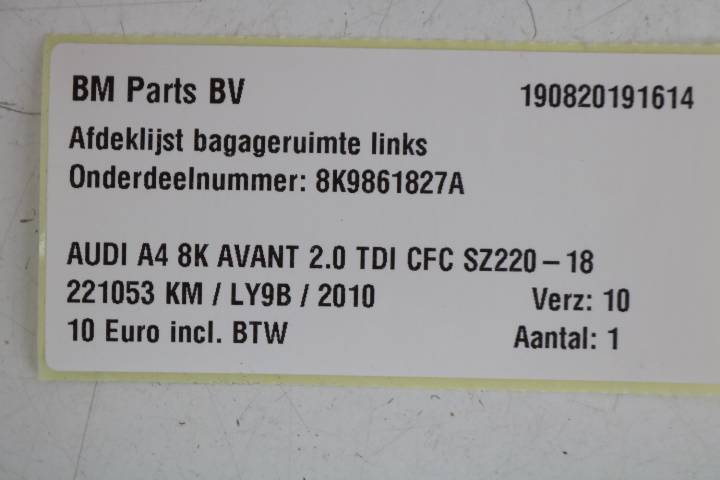 BM Parts BV 190820191614
Afdeklijst bagageruimte links
Onderdeelnummer: 8K9861827A
AUDI A4 8K AVANT 2.0 TDI CFC SZ220 – 18
221053 KM / LY9B / 2010 Verz: 10
10 Euro incl. BTW Aantal: 1